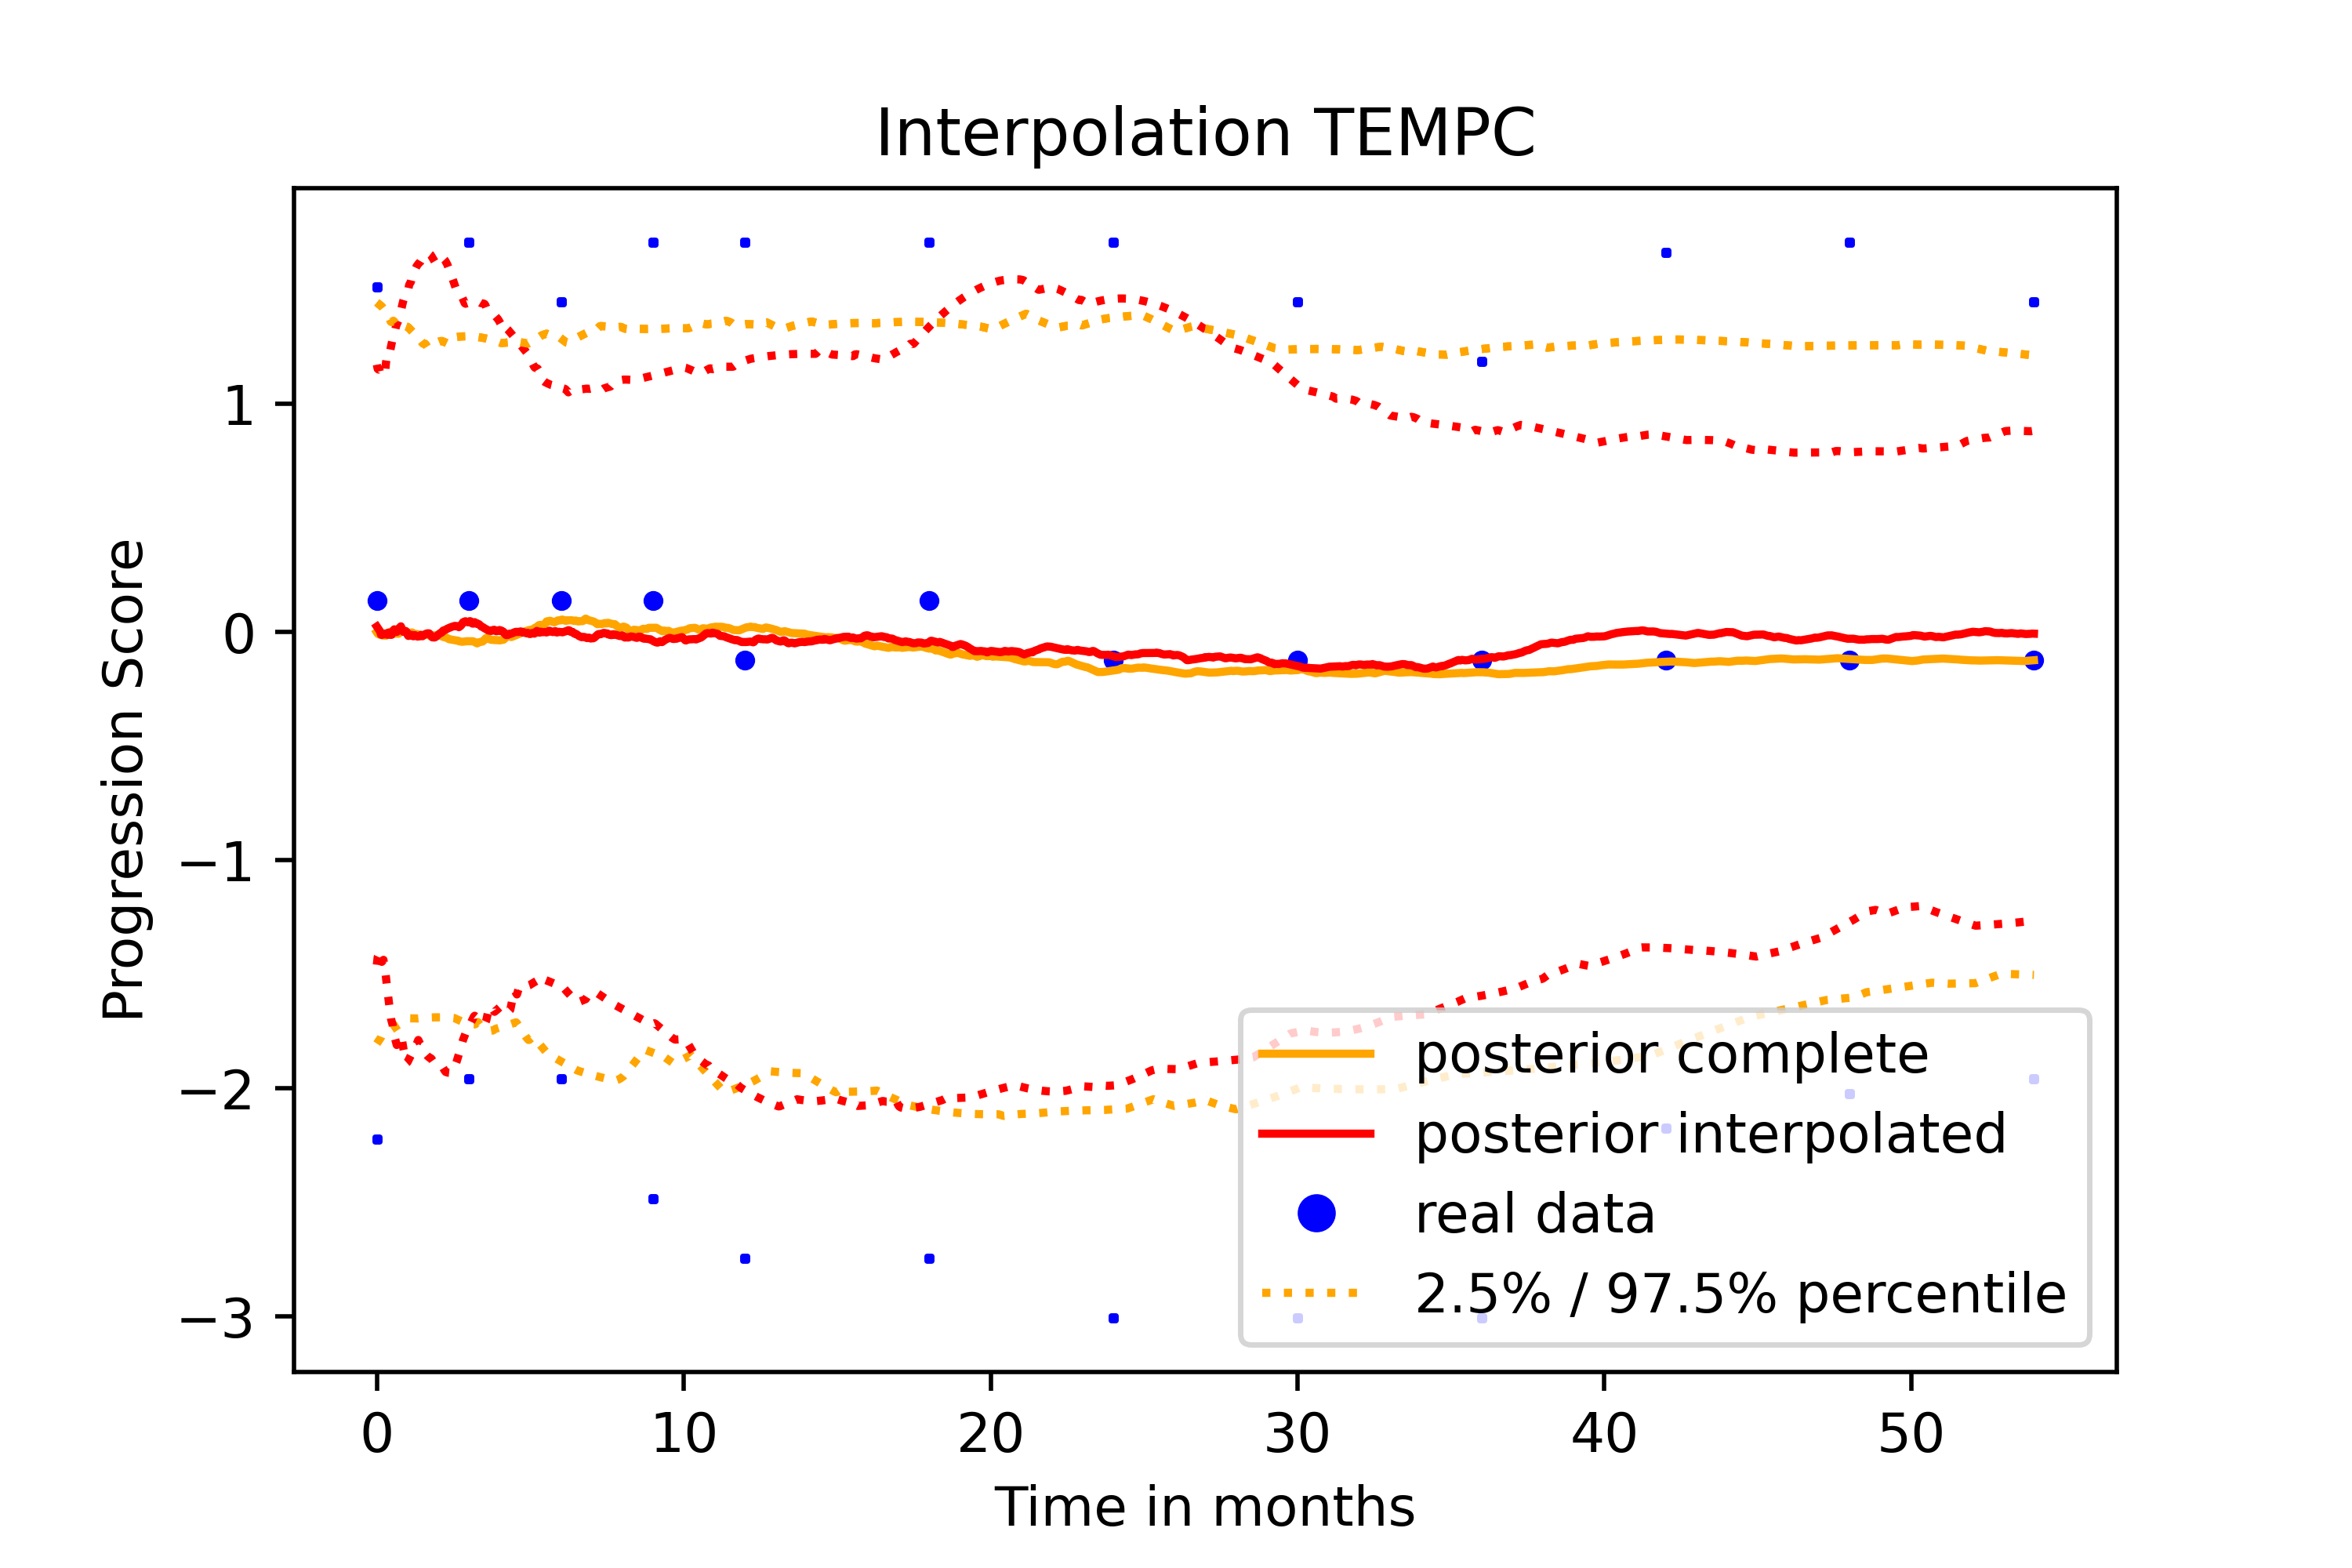 Interpolation TEMPC
Progression Score
1
0
−1
−2
−3
posterior complete
posterior interpolated
real data
2.5% / 97.5% percentile
0 10 20 30 40 50
Time in months